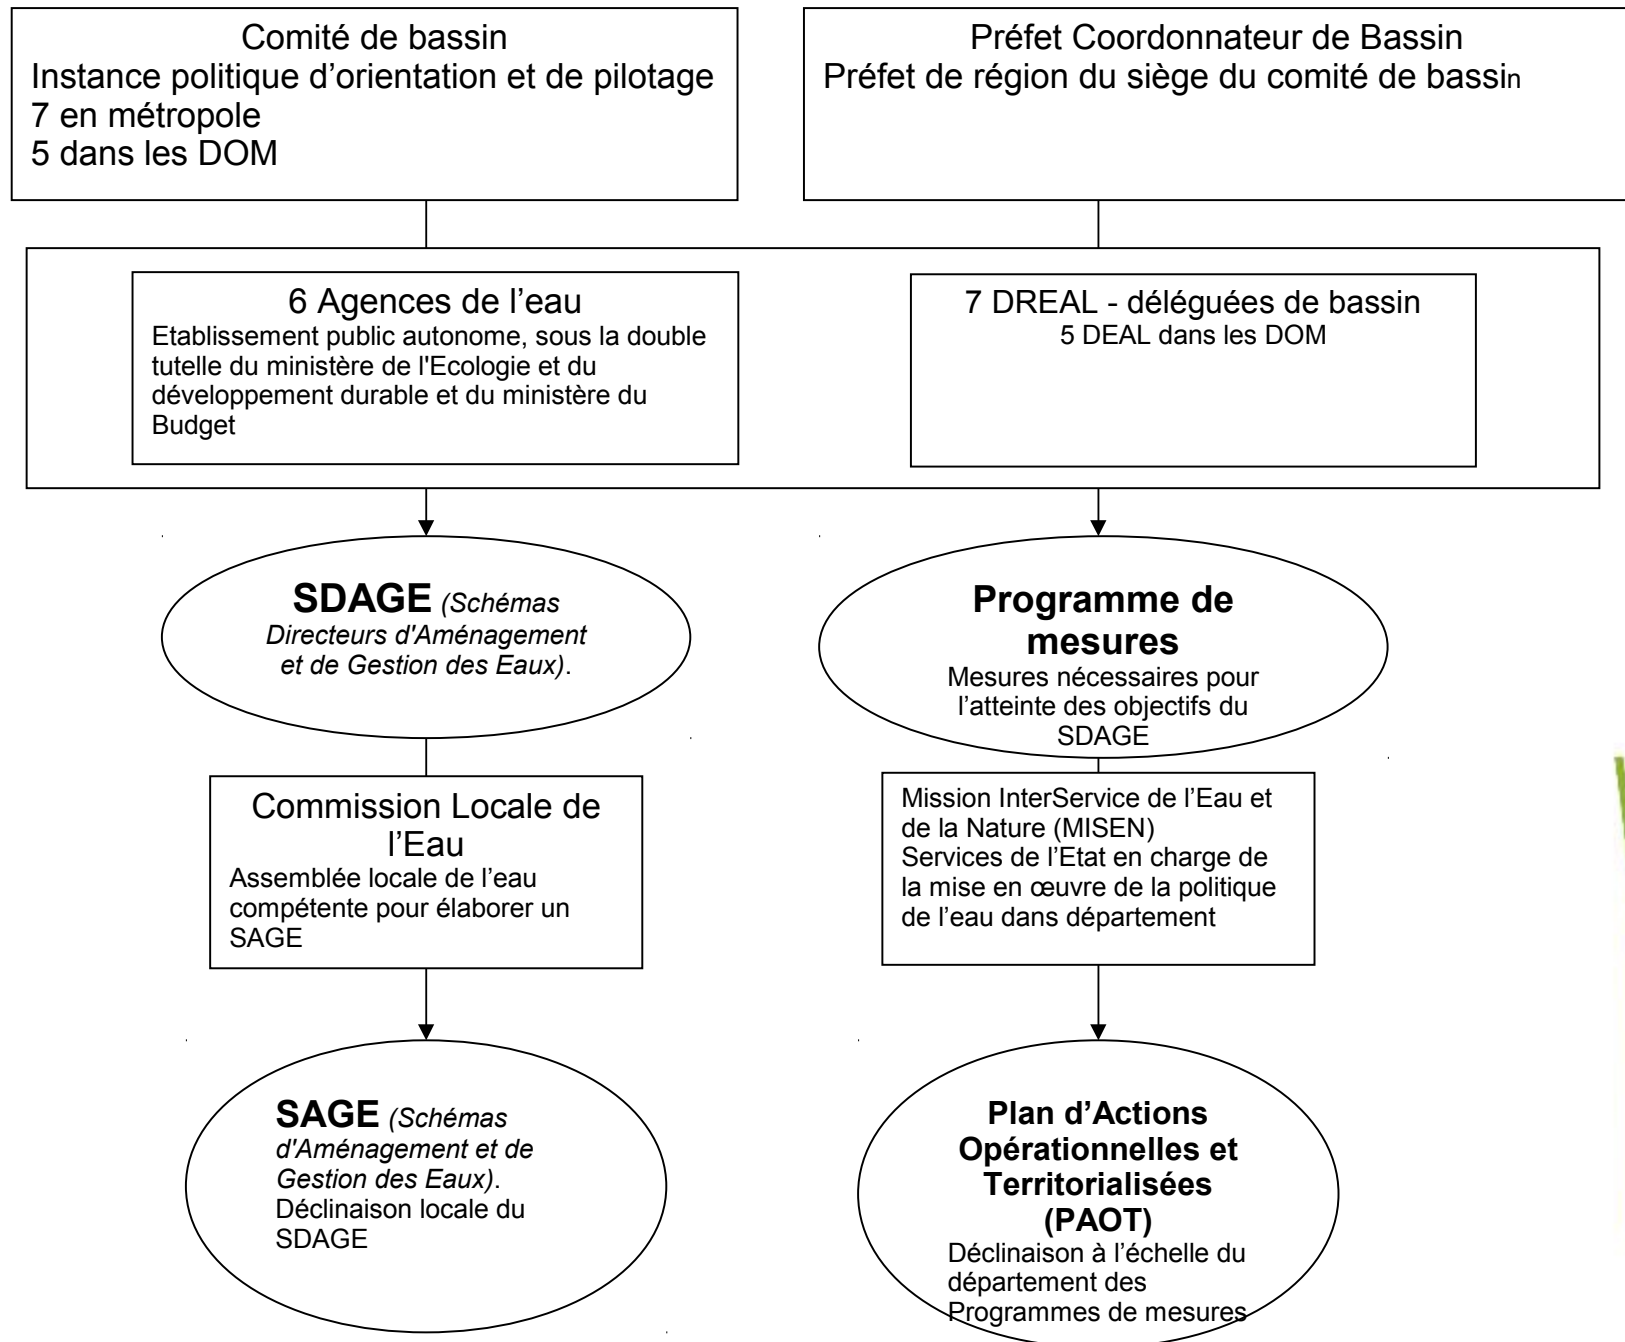 Comité de bassin
Instance politique d'orientation et de pilotage
7 en métropole
5 dans les DOM
Préfet Coordonnateur de Bassin
Préfet de région du siège du comité de bassin
6 Agences de l'eau
Etablissement public autonome, sous la double
tutelle du ministère de l'Ecologie et du
développement durable et du ministère du
Budget
7 DREAL - déléguées de bassin
5 DEAL dans les DOM
SDAGE (Schémas
Directeurs d'Aménagement
et de Gestion des Eaux).
Programme de
mesures
Mesures nécessaires pour
l'atteinte des objectifs du
SDAGE
Commission Locale de
l'Eau
Assemblée locale de l'eau
compétente pour élaborer un
SAGE
Mission InterService de l'Eau et
de la Nature (MISEN)
Services de l'Etat en charge de
la mise en œuvre de la politique
de l'eau dans département
SAGE (Schémas
d'Aménagement et de
Gestion des Eaux).
Déclinaison locale du
SDAGE
Plan d'Actions
Opérationnelles et
Territorialisées
(PAOT)
Déclinaison à l'échelle du
département des
Programmes de mesures